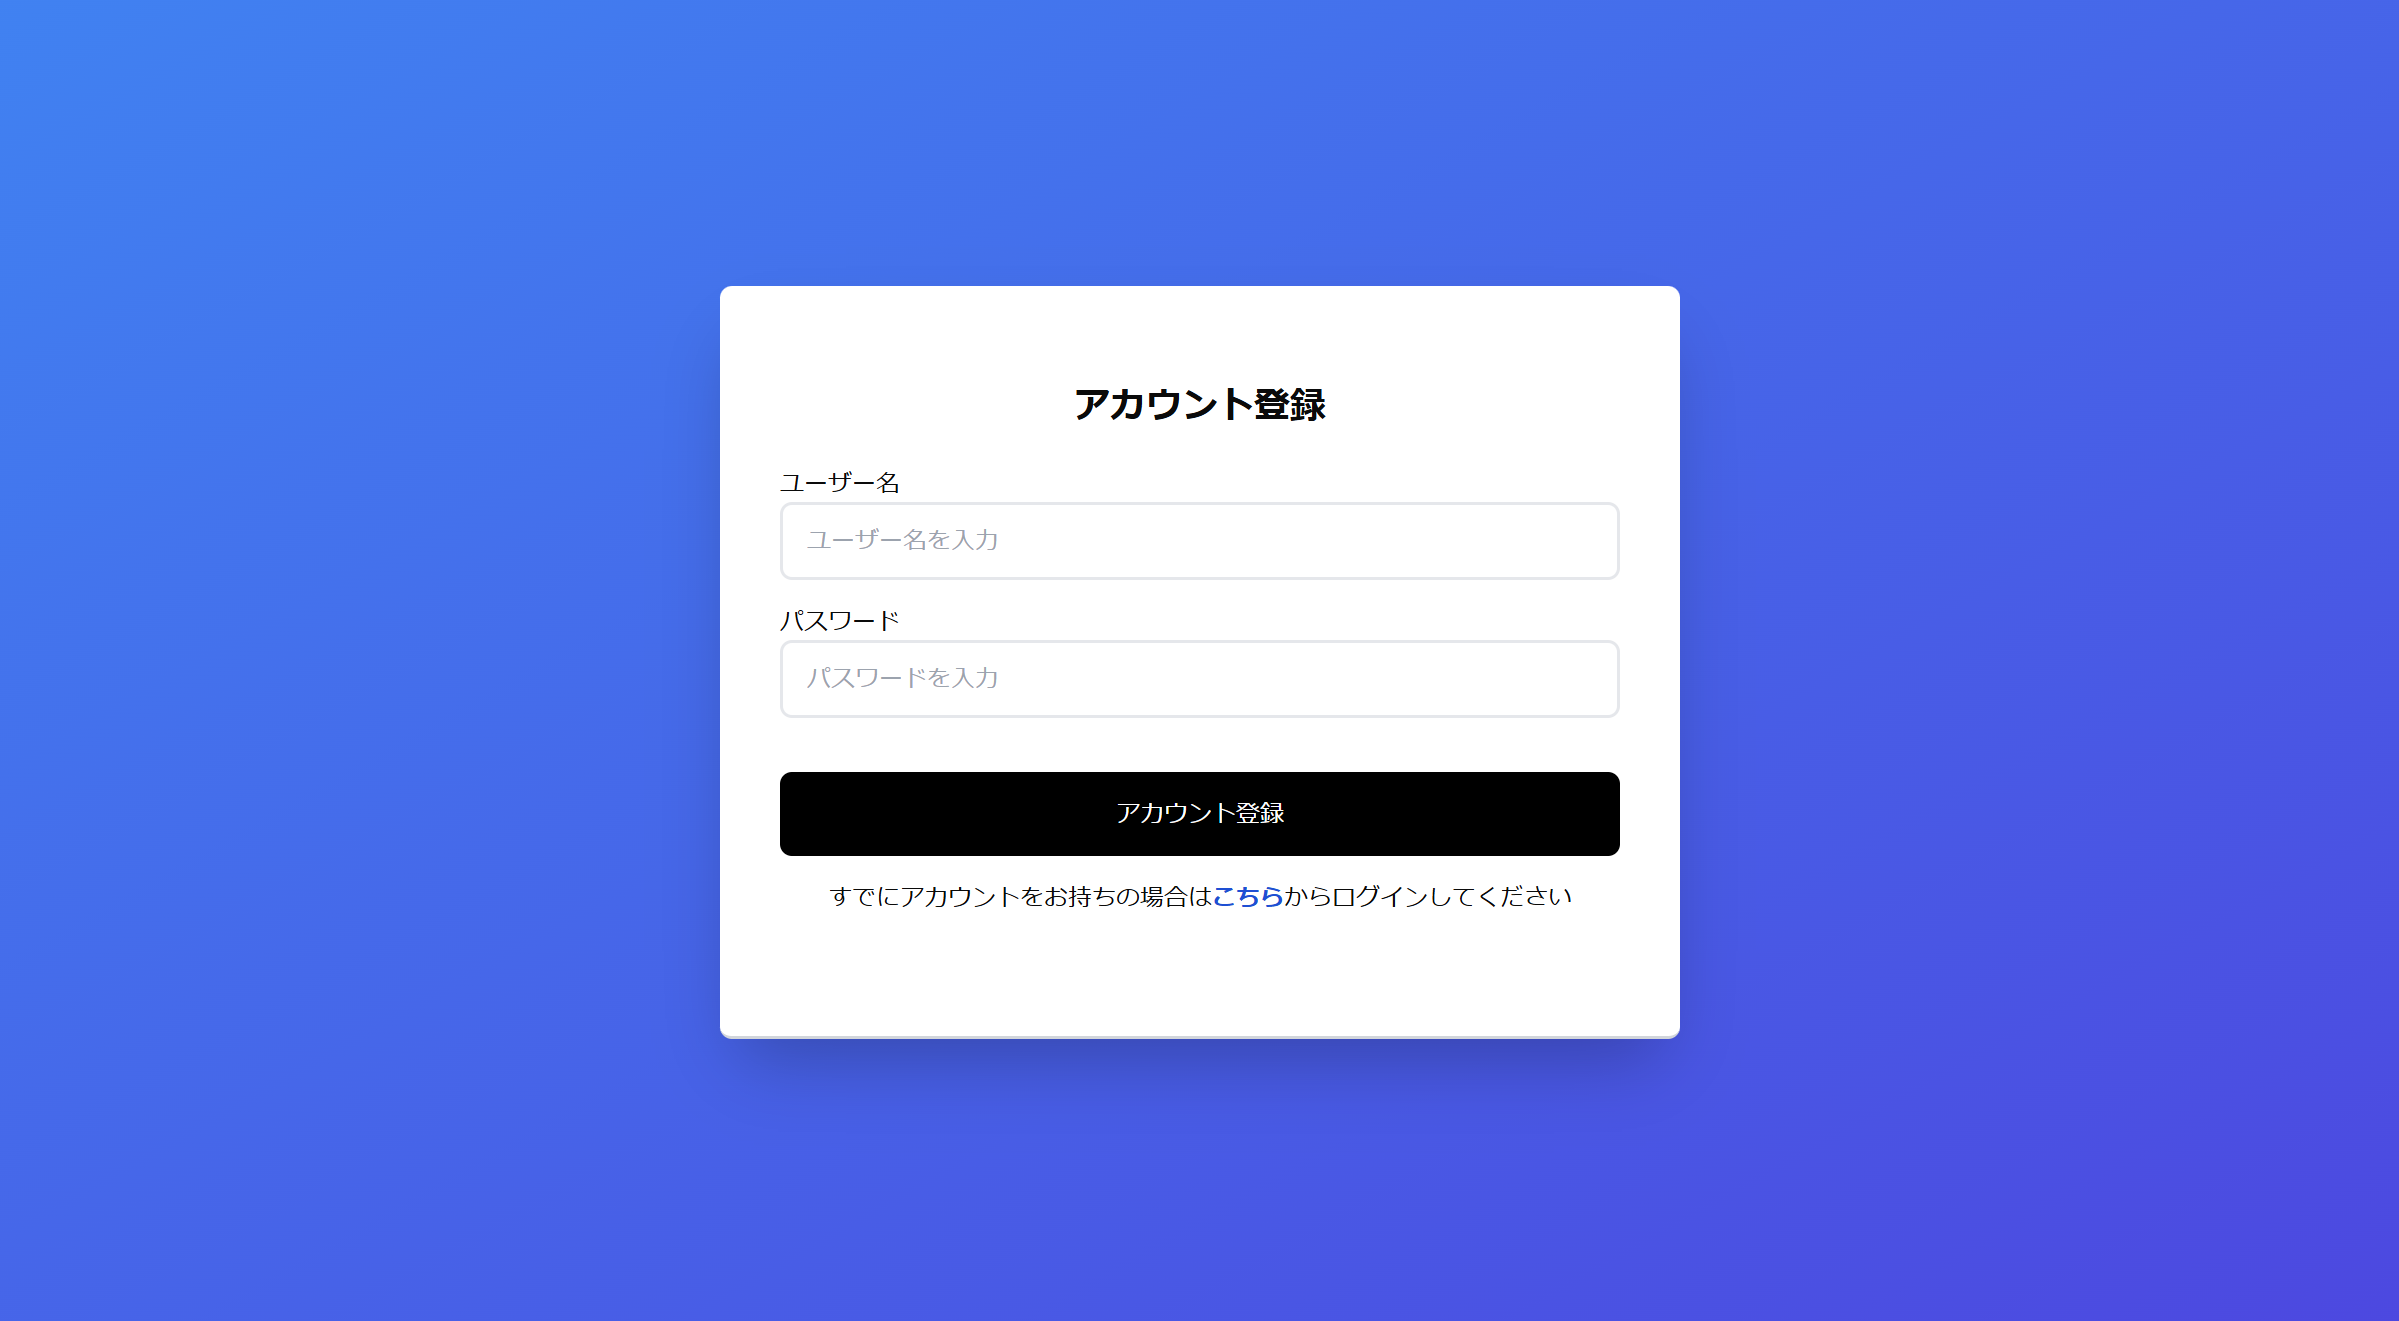 アカウント登録
ユーザー名
ユーザー名を入力
パスワード
パスワードを入力
アカウント登録
すでにアカウントをお持ちの場合はこちらからログインしてください